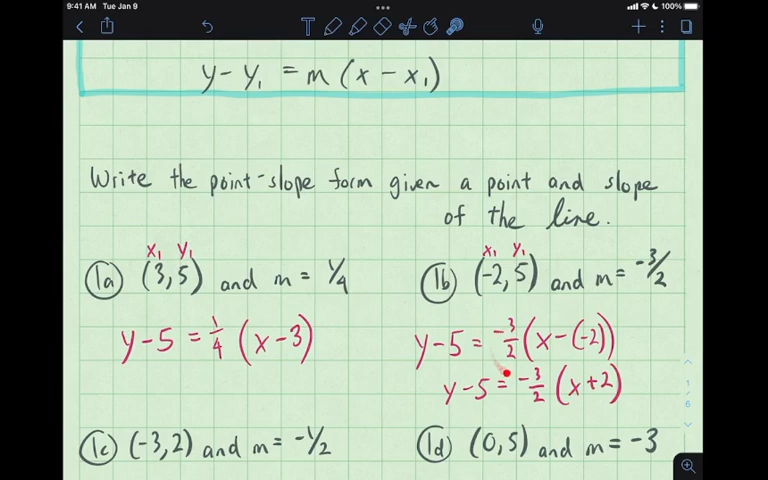 9:41 AM Tue Jan 9
100%
y - y₁ = m (x - x₁)
Write the point-slope form given a point and slope
of the line.
x₁ y₁
1a (3, 5) and m = 1/4
y - 5 = 1/4 (x - 3)
x₁ y₁
1b (-2, 5) and m = -3/2
y - 5 = -3/2 (x - (-2))
y - 5 = -3/2 (x + 2)
1c (-3, 2) and m = -1/2
1d (0, 5) and m = -3
1
/
6